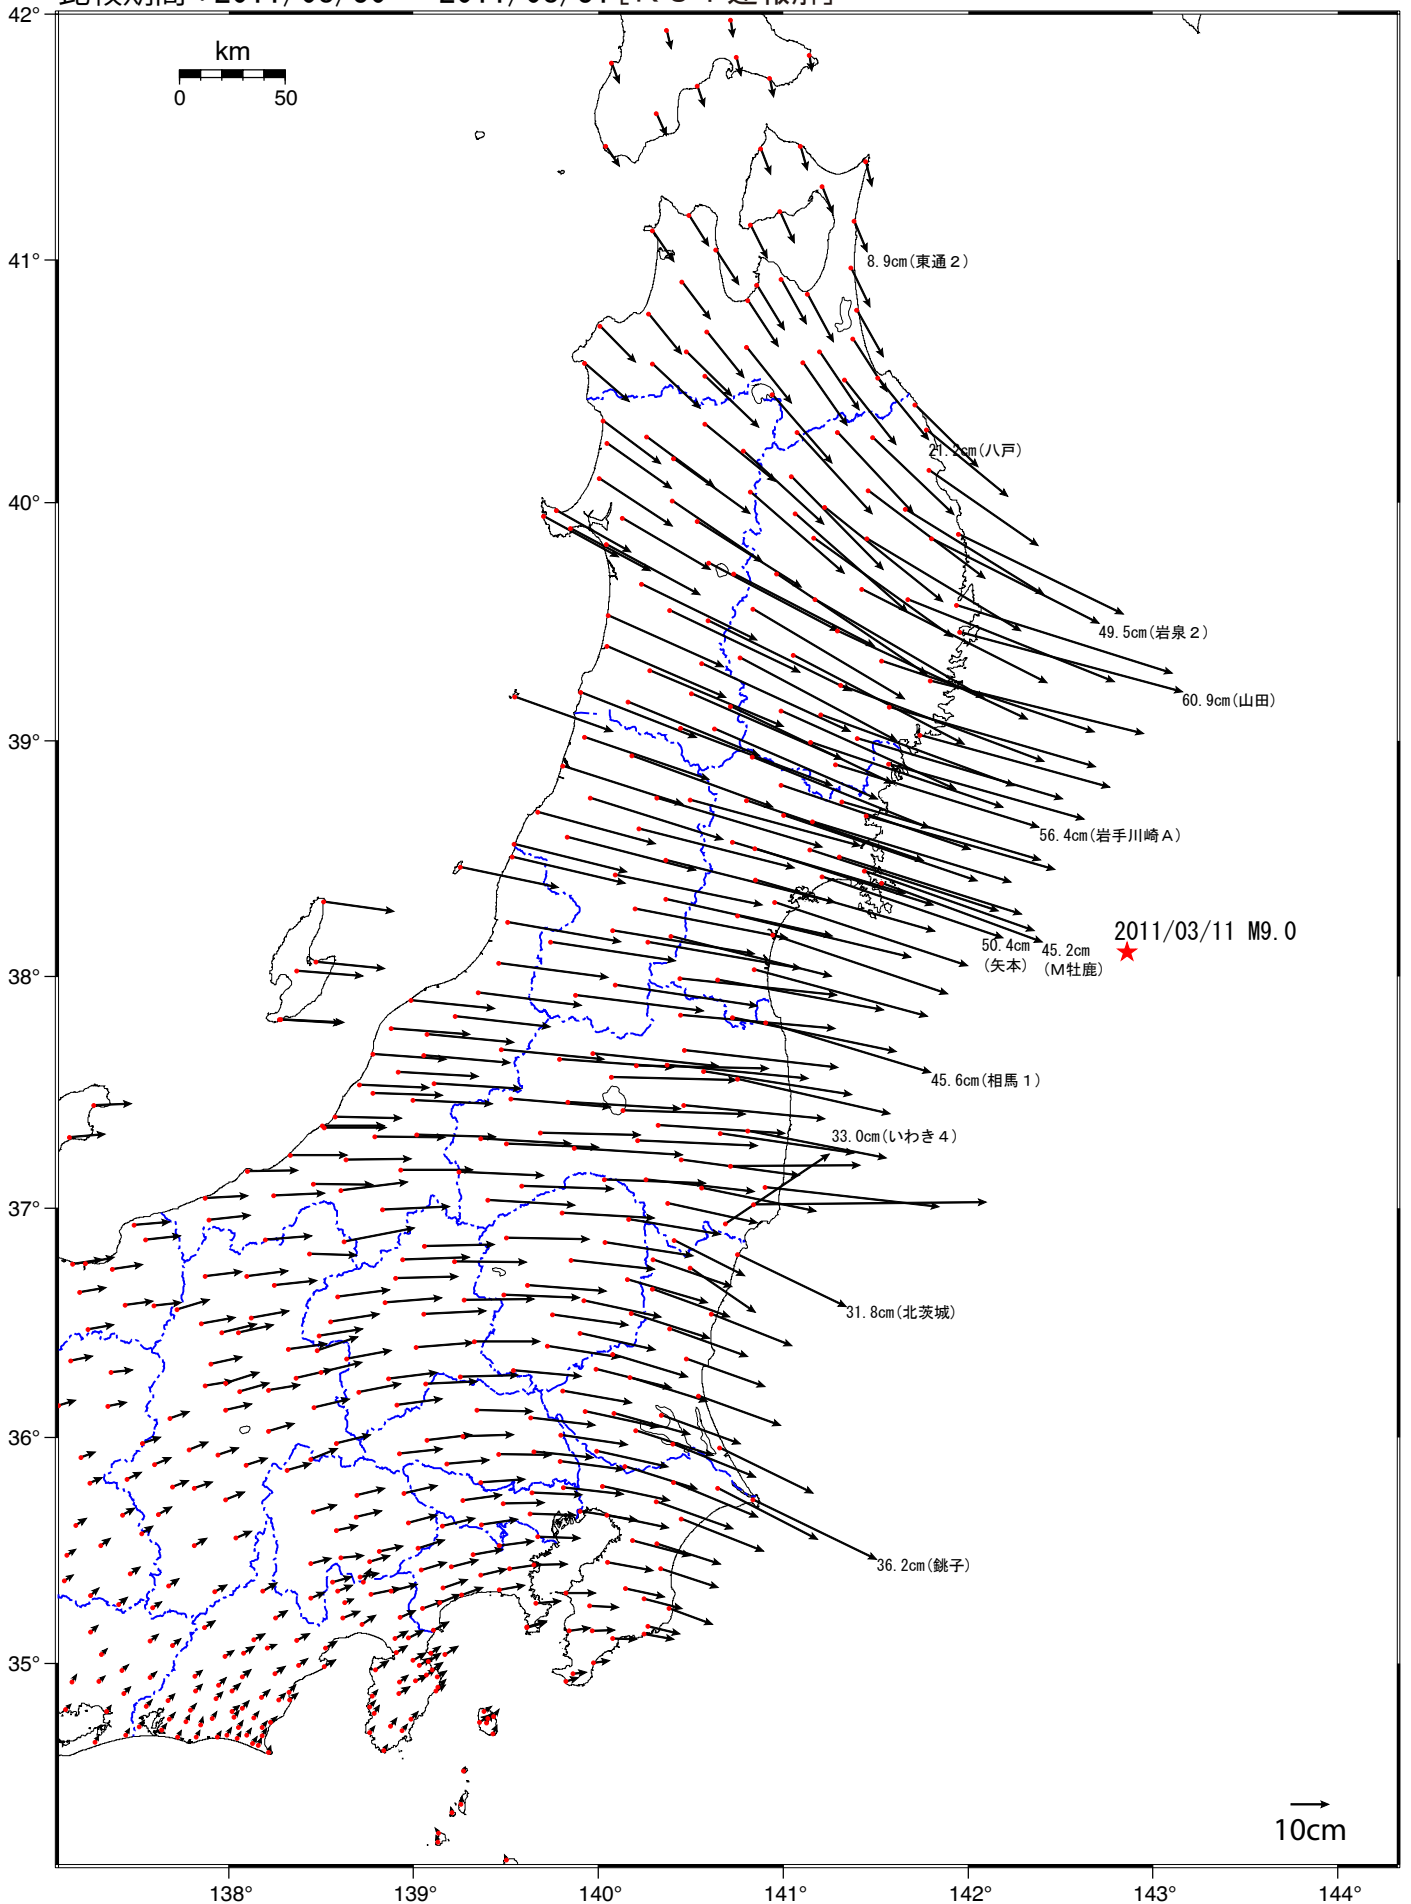 km
0 50
42°
41°
8.9cm(東通２)
21.2cm(八戸)
40°
49.5cm(岩泉２)
60.9cm(山田)
39°
56.4cm(岩手川崎Ａ)
2011/03/11 M9.0
50.4cm 45.2cm
(矢本) (Ｍ牡鹿)
38°
45.6cm(相馬１)
33.0cm(いわき４)
37°
31.8cm(北茨城)
36°
36.2cm(銚子)
35°
10cm
138° 139° 140° 141° 142° 143° 144°